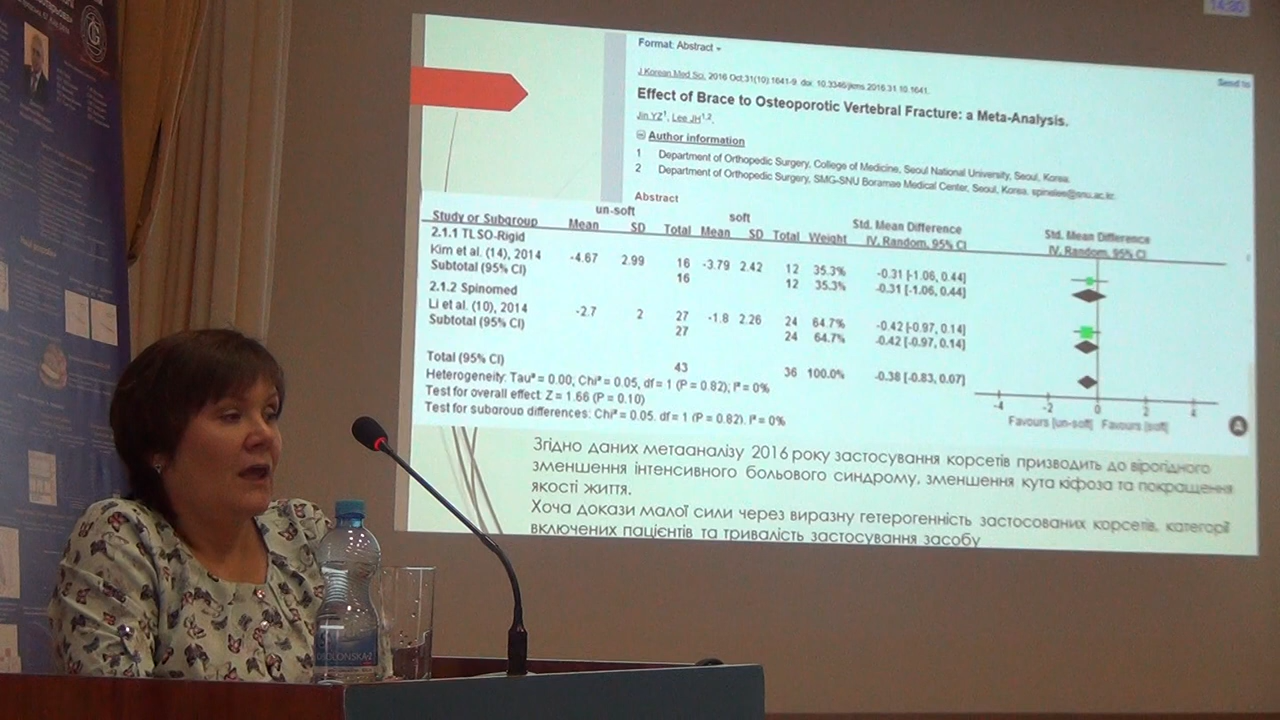 14:30
Format: Abstract
Send to
J Korean Med Sci. 2016 Oct;31(10):1641-9. doi: 10.3346/jkms.2016.31.10.1641.
Effect of Brace to Osteoporotic Vertebral Fracture: a Meta-Analysis.
Jin YZ1, Lee JH1,2.
Author information
1 Department of Orthopedic Surgery, College of Medicine, Seoul National University, Seoul, Korea.
2 Department of Orthopedic Surgery, SMG-SNU Boramae Medical Center, Seoul, Korea. spinelee@snu.ac.kr.
Abstract
un-soft soft Std. Mean Difference Std. Mean Difference
Study or Subgroup Mean SD Total Mean SD Total Weight IV, Random, 95% CI IV, Random, 95% CI
2.1.1 TLSO-Rigid
Kim et al. (14), 2014 -4.67 2.99 16 -3.79 2.42 12 35.3% -0.31 [-1.06, 0.44]
Subtotal (95% CI) 16 12 35.3% -0.31 [-1.06, 0.44]
2.1.2 Spinomed
Li et al. (10), 2014 -2.7 2 27 -1.8 2.26 24 64.7% -0.42 [-0.97, 0.14]
Subtotal (95% CI) 27 24 64.7% -0.42 [-0.97, 0.14]
Total (95% CI) 43 36 100.0% -0.38 [-0.83, 0.07]
Heterogeneity: Tau² = 0.00, Chi² = 0.05, df = 1 (P = 0.82); I² = 0%
Test for overall effect: Z = 1.66 (P = 0.10)
Test for subgroup differences: Chi² = 0.05. df = 1 (P = 0.82). I² = 0%
-4 -2 0 2 4
Favours [un-soft] Favours [soft]
A
Згідно даних метааналізу 2016 року застосування корсетів призводить до вірогідного
зменшення інтенсивного больового синдрому, зменшення кута кіфоза та покращення
якості життя.
Хоча докази малої сили через виразну гетерогенність застосованих корсетів, категорії
включених пацієнтів та тривалість застосування засобу